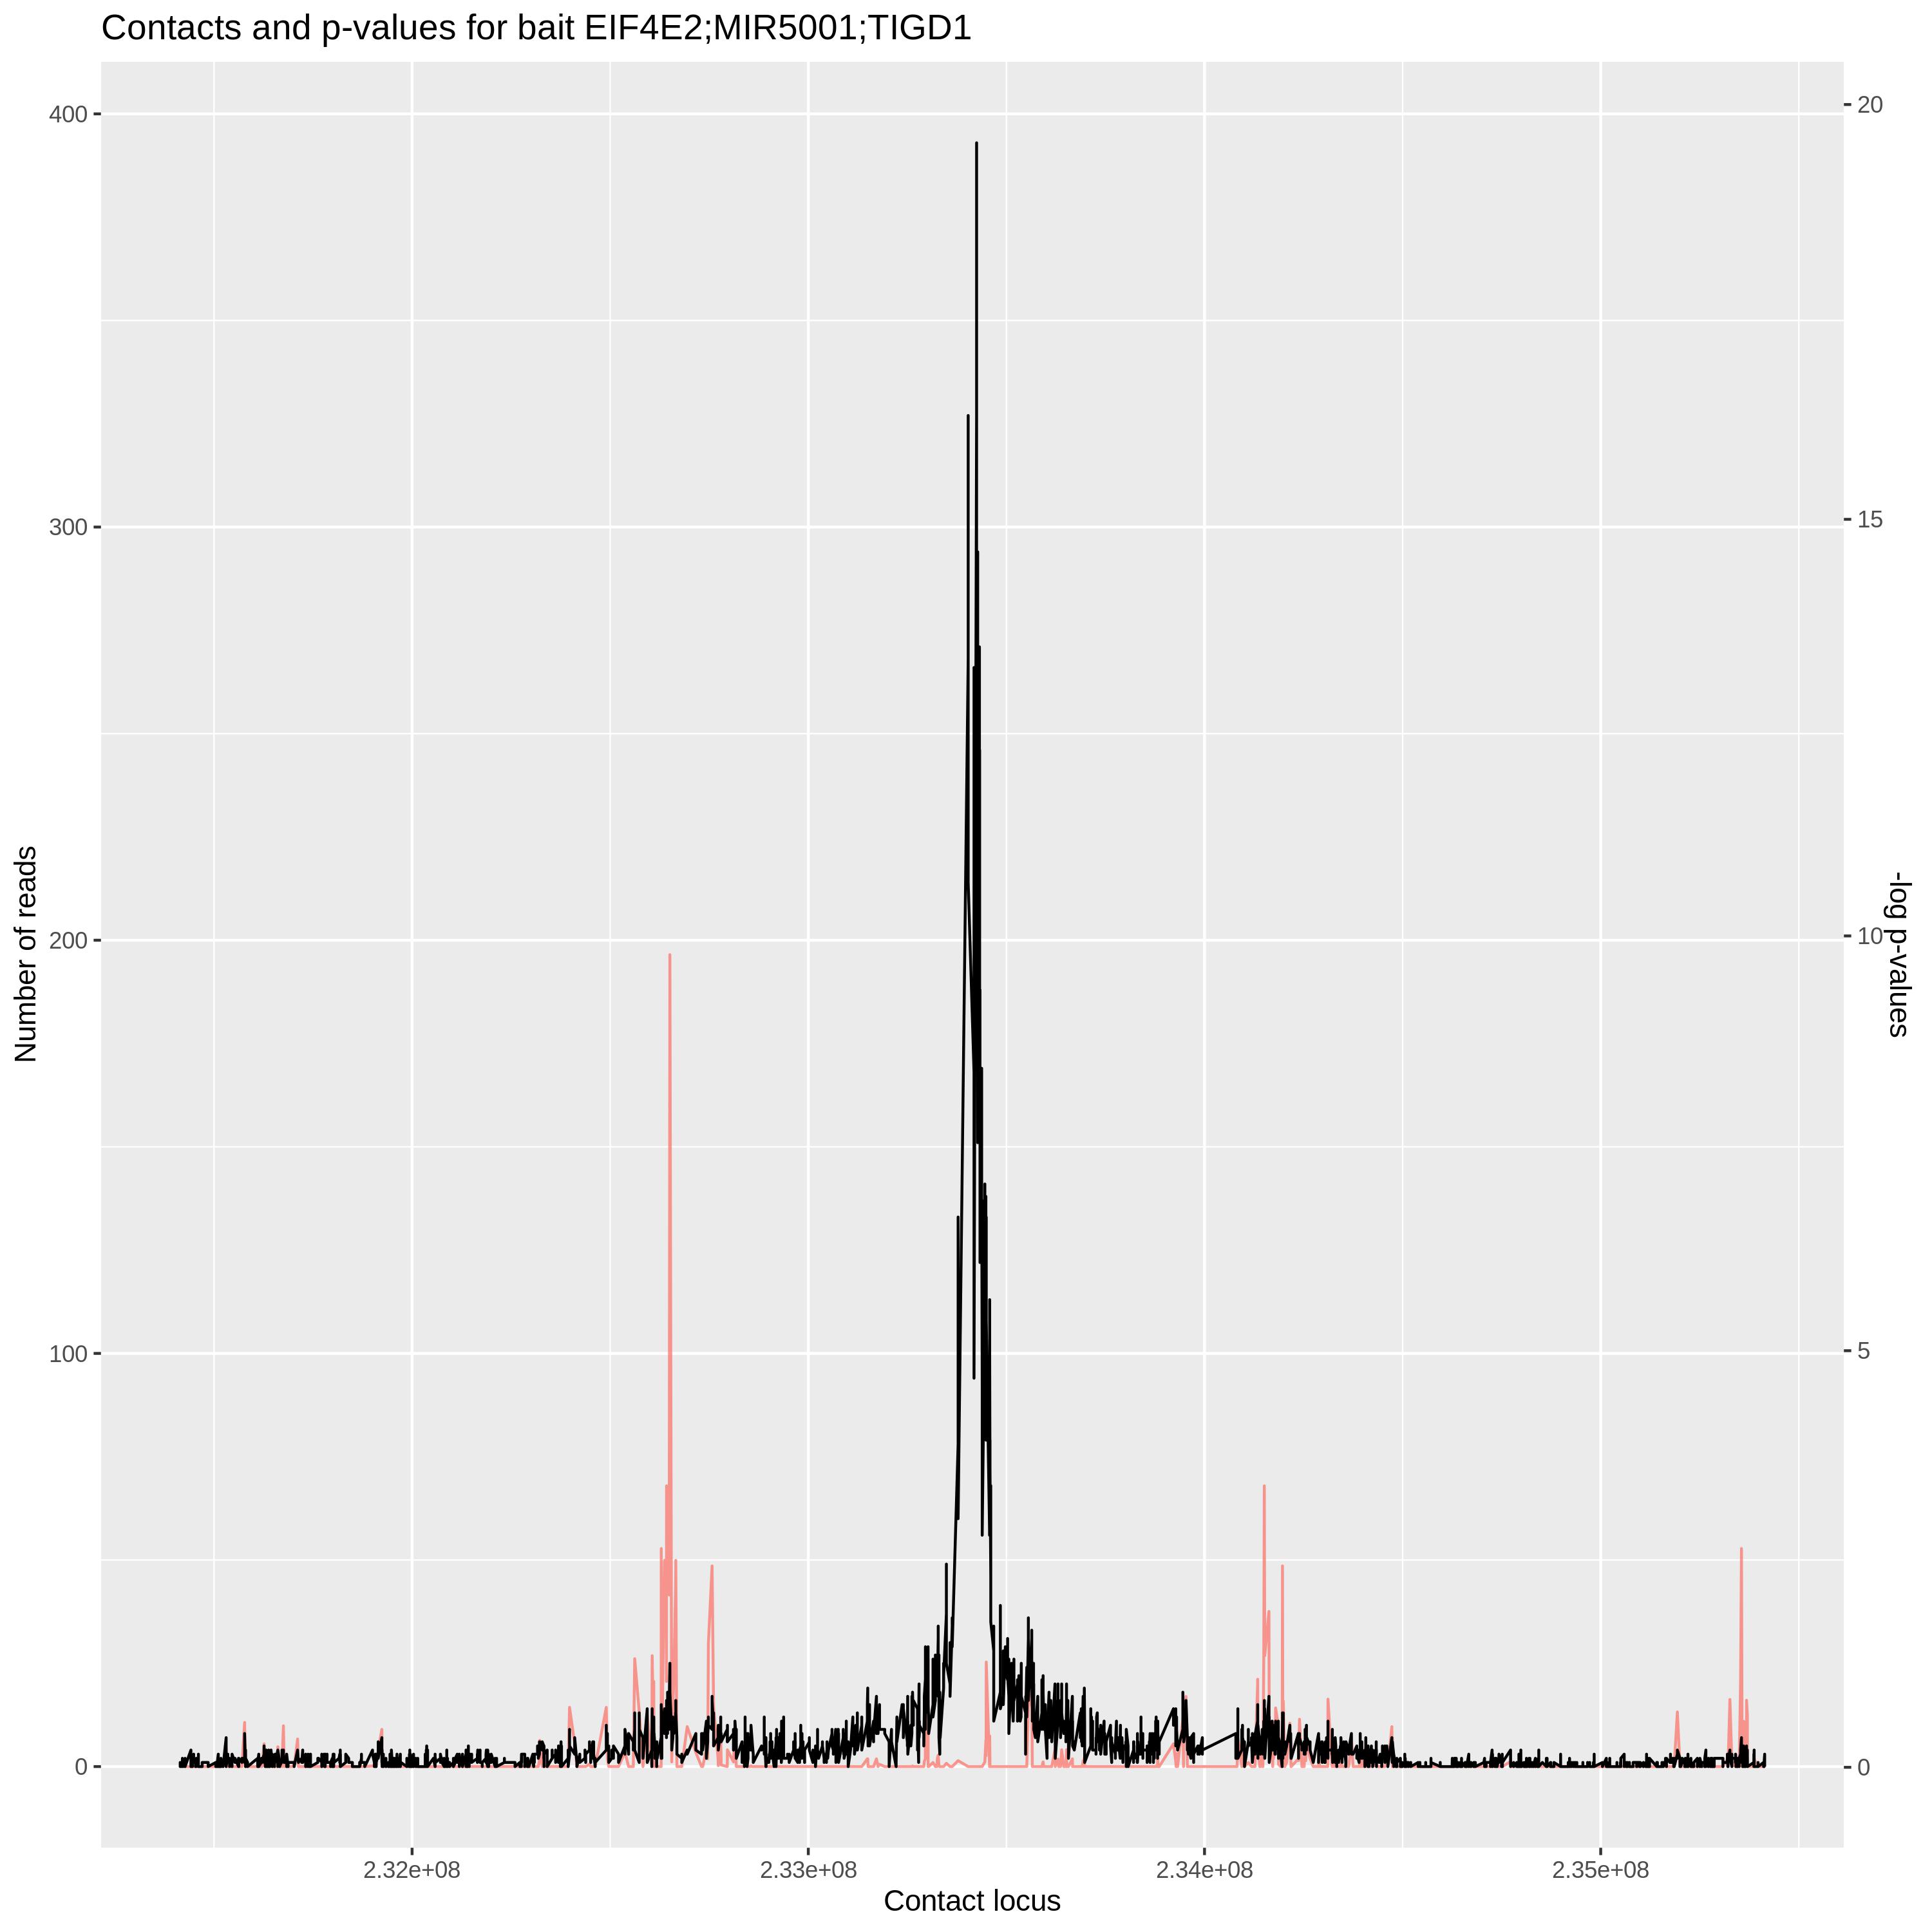 Contacts and p-values for bait EIF4E2;MIR5001;TIGD1
400
300
200
100
0
Number of reads
20
15
10
5
0
-log p-values
2.32e+08
2.33e+08
2.34e+08
2.35e+08
Contact locus